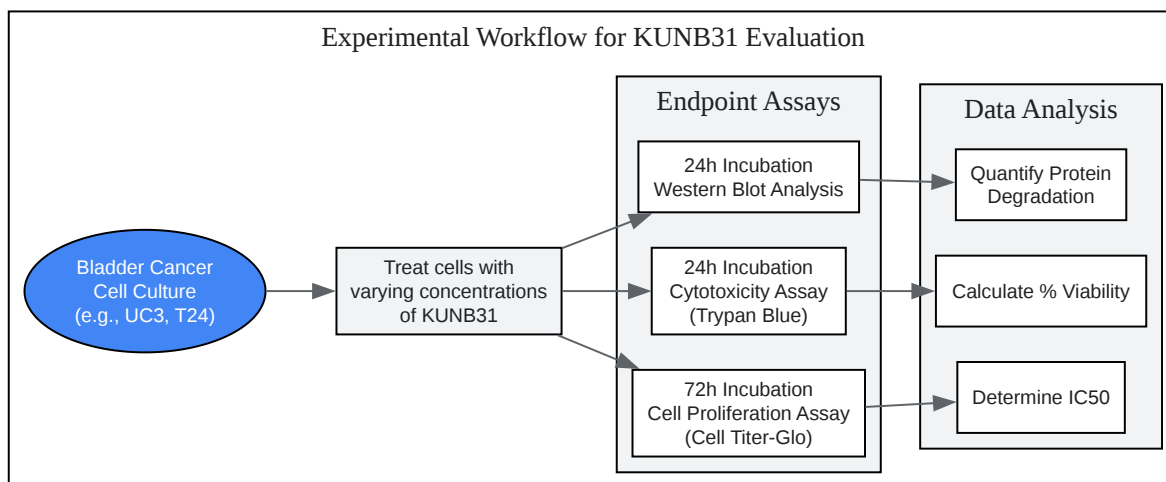 Experimental Workflow for KUNB31 Evaluation
Bladder Cancer
Cell Culture
(e.g., UC3, T24)
Treat cells with
varying concentrations
of KUNB31
Endpoint Assays
24h Incubation
Western Blot Analysis
24h Incubation
Cytotoxicity Assay
(Trypan Blue)
72h Incubation
Cell Proliferation Assay
(Cell Titer-Glo)
Data Analysis
Quantify Protein
Degradation
Calculate % Viability
Determine IC50